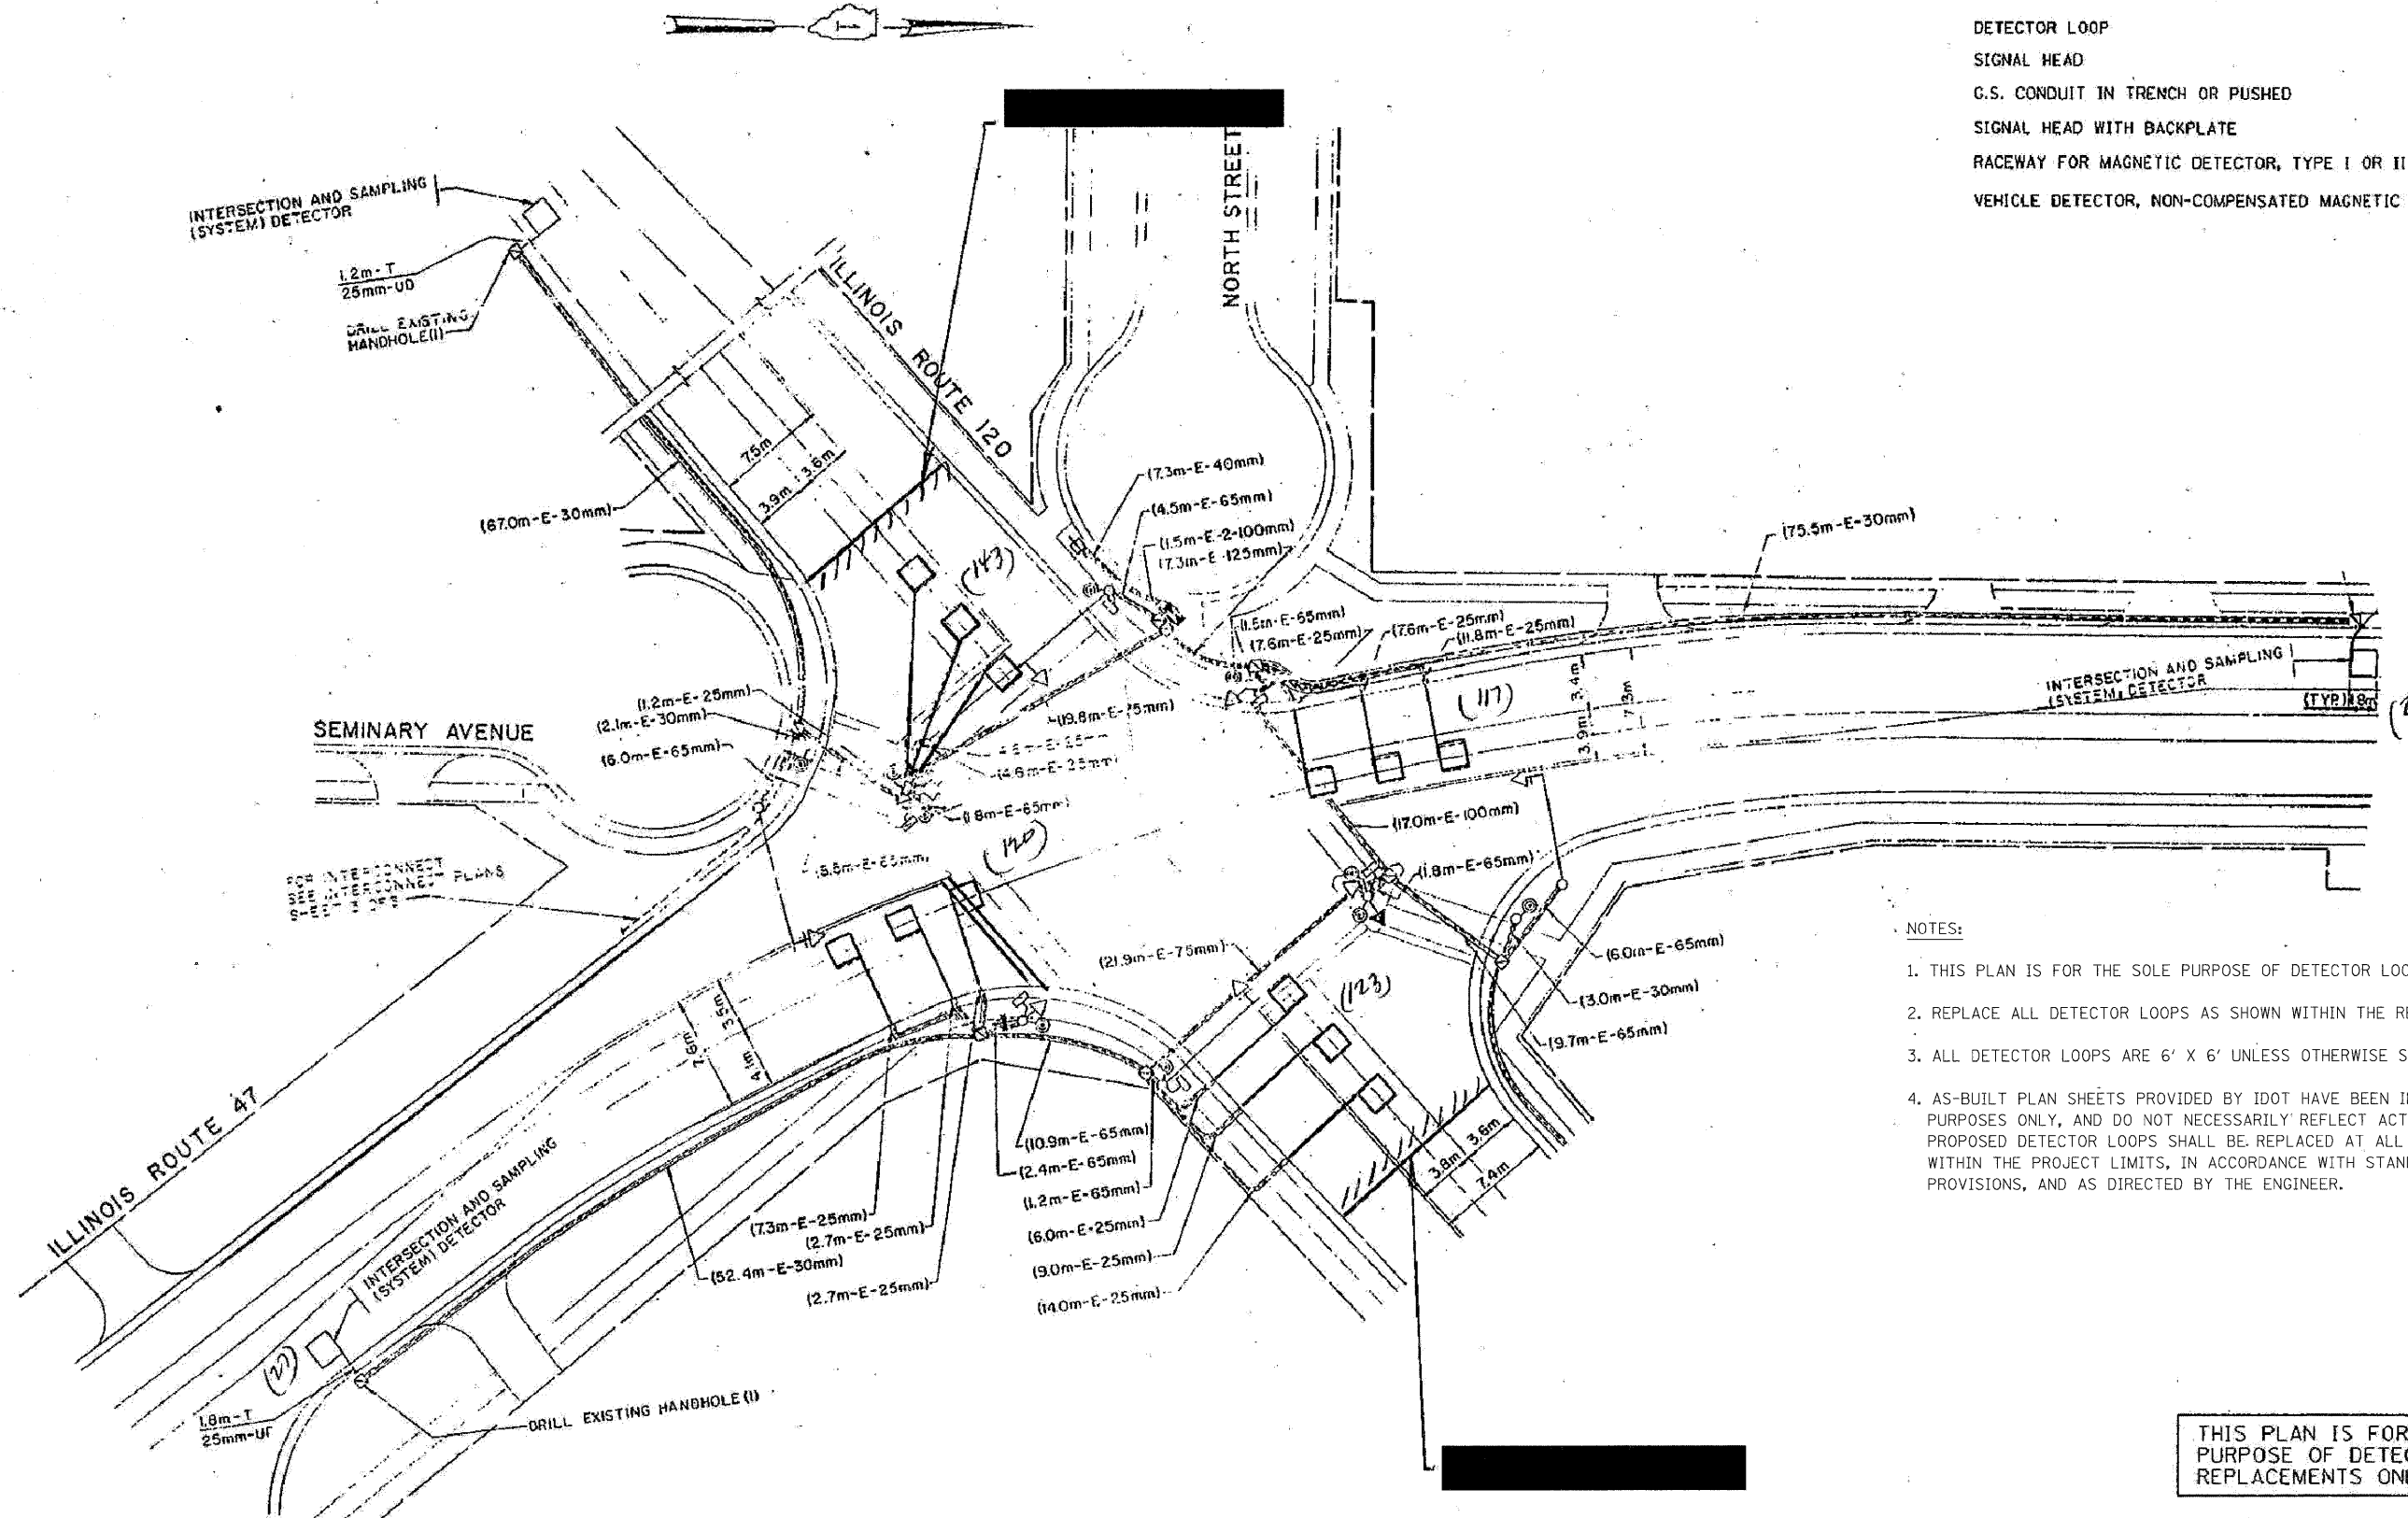 DETECTOR LOOP
SIGNAL HEAD
G.S. CONDUIT IN TRENCH OR PUSHED
SIGNAL HEAD WITH BACKPLATE
RACEWAY FOR MAGNETIC DETECTOR, TYPE I OR II
VEHICLE DETECTOR, NON-COMPENSATED MAGNETIC
INTERSECTION AND SAMPLING
(SYSTEM) DETECTOR
1.2m-T
25mm-UD
DRILL EXISTING
HANDHOLE(1)
ILLINOIS ROUTE 120
NORTH STREET
7.5m
3.9m 3.6m
(67.0m-E-30mm)
(143)
(7.3m-E-40mm)
(4.5m-E-65mm)
(1.5m-E-2-100mm)
(7.3m-E-125mm)
(75.5m-E-30mm)
(1.5m-E-65mm)
(7.6m-E-25mm)
(7.6m-E-25mm)
(11.8m-E-25mm)
(117)
3.9m 3.4m
7.3m
INTERSECTION AND SAMPLING
(SYSTEM) DETECTOR
(TYP.) 1.8m
SEMINARY AVENUE
(1.2m-E-25mm)
(2.1m-E-30mm)
(6.0m-E-65mm)
(19.8m-E-75mm)
(4.6m-E-25mm)
(1.8m-E-65mm)
(5.5m-E-65mm)
(140)
FOR INTERCONNECT
SEE INTERCONNECT PLANS
(17.0m-E-100mm)
(1.8m-E-65mm)
(21.9m-E-75mm)
(123)
(6.0m-E-65mm)
(3.0m-E-30mm)
(9.7m-E-65mm)
7.6m
4.1m 3.5m
ILLINOIS ROUTE 47
INTERSECTION AND SAMPLING
(SYSTEM) DETECTOR
(10.9m-E-65mm)
(2.4m-E-65mm)
(1.2m-E-65mm)
(6.0m-E-25mm)
(9.0m-E-25mm)
(14.0m-E-25mm)
(7.3m-E-25mm)
(2.7m-E-25mm)
(52.4m-E-30mm)
(2.7m-E-25mm)
3.8m 3.6m
7.4m
1.8m-T
25mm-UD
DRILL EXISTING HANDHOLE(1)
NOTES:
1. THIS PLAN IS FOR THE SOLE PURPOSE OF DETECTOR LOO
2. REPLACE ALL DETECTOR LOOPS AS SHOWN WITHIN THE RE
3. ALL DETECTOR LOOPS ARE 6' X 6' UNLESS OTHERWISE S
4. AS-BUILT PLAN SHEETS PROVIDED BY IDOT HAVE BEEN I
PURPOSES ONLY, AND DO NOT NECESSARILY REFLECT ACT
PROPOSED DETECTOR LOOPS SHALL BE REPLACED AT ALL
WITHIN THE PROJECT LIMITS, IN ACCORDANCE WITH STAN
PROVISIONS, AND AS DIRECTED BY THE ENGINEER.
THIS PLAN IS FOR
PURPOSE OF DETE
REPLACEMENTS ON